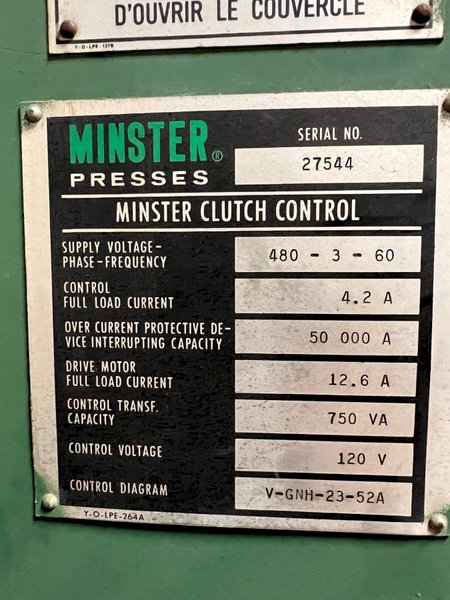 D'OUVRIR LE COUVERCLE
Y-O-LPE-127B
MINSTER®
PRESSES
SERIAL NO.
27544
MINSTER CLUTCH CONTROL
SUPPLY VOLTAGE-
PHASE-FREQUENCY
480 - 3 - 60
CONTROL
FULL LOAD CURRENT
4.2 A
OVER CURRENT PROTECTIVE DE-
VICE INTERRUPTING CAPACITY
50 000 A
DRIVE MOTOR
FULL LOAD CURRENT
12.6 A
CONTROL TRANSF.
CAPACITY
750 VA
CONTROL VOLTAGE
120 V
CONTROL DIAGRAM
V-GNH-23-52A
Y-O-LPE-264A